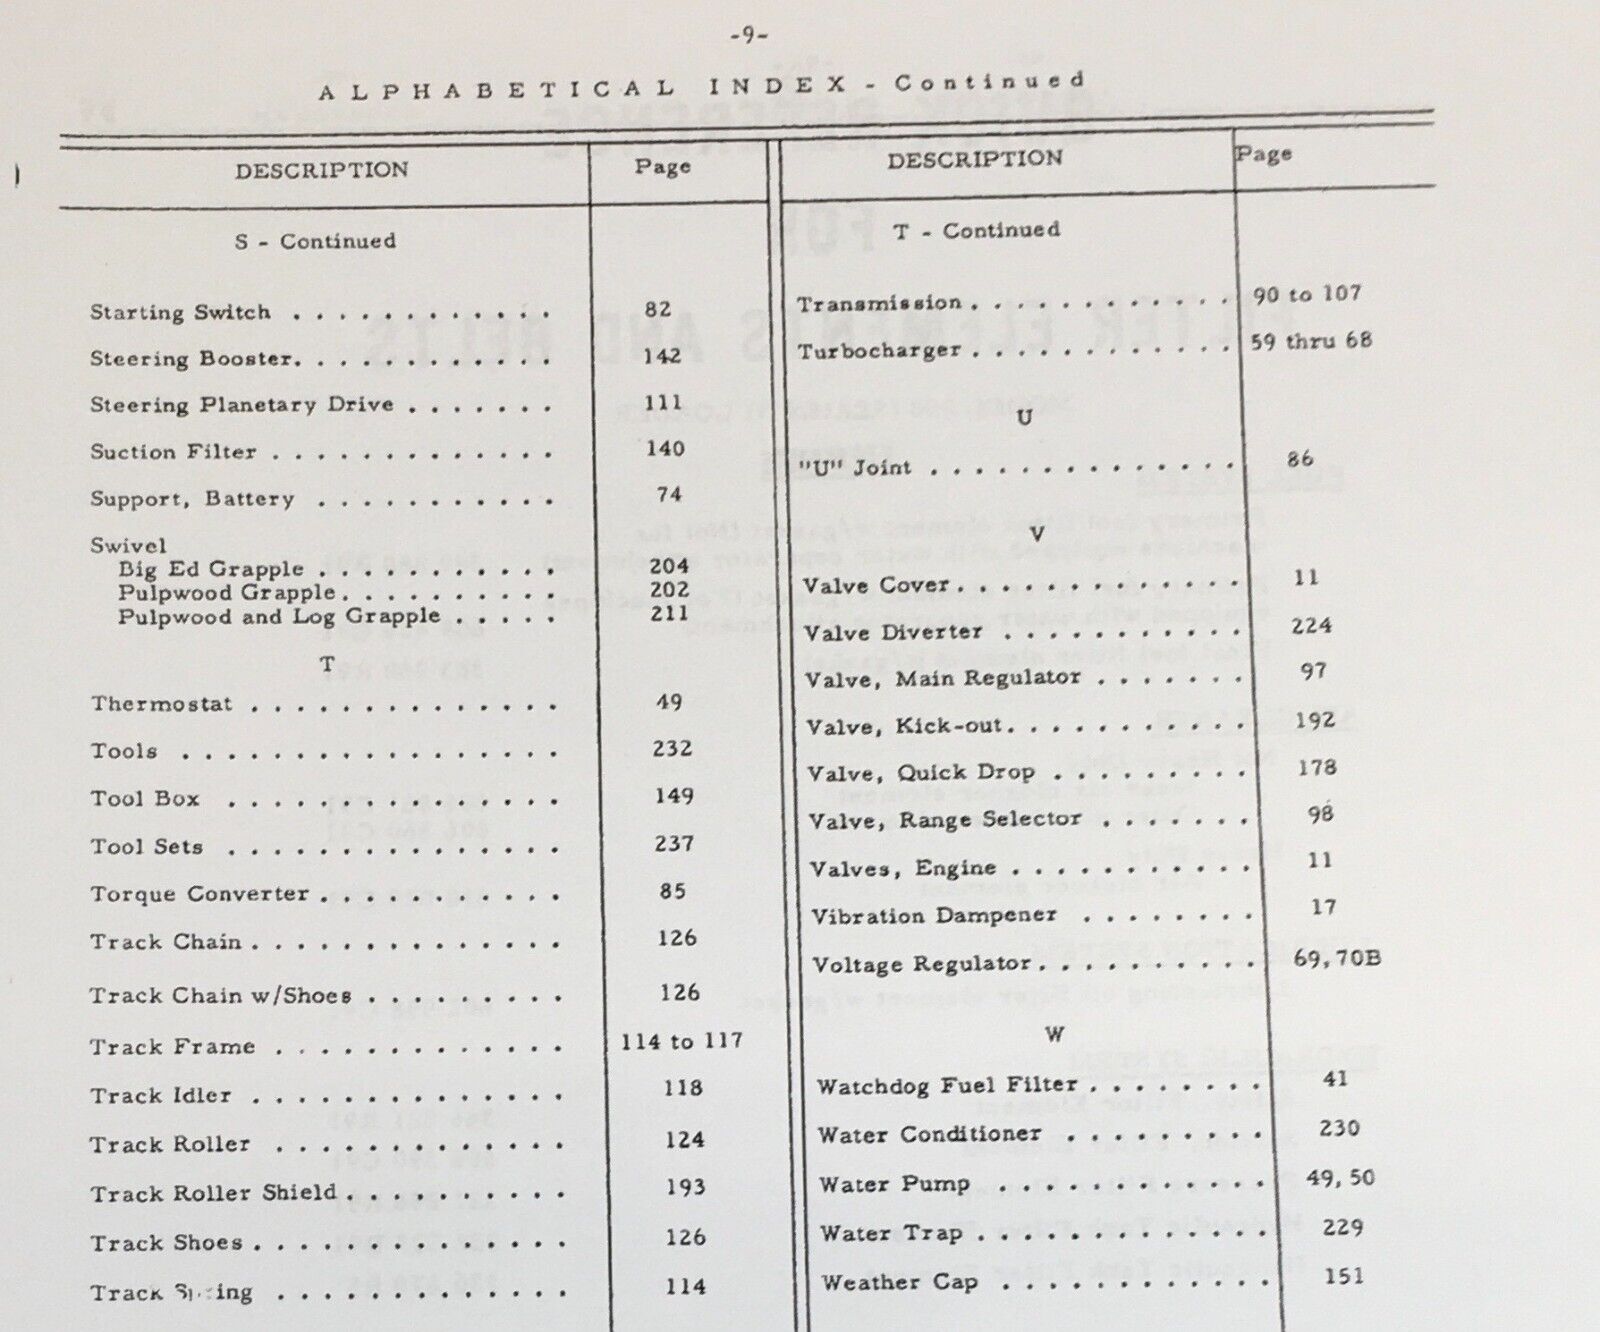 -9-
ALPHABETICAL INDEX - Continued
DESCRIPTION Page
S - Continued
Starting Switch . . . . . . . . . . . . 82
Steering Booster. . . . . . . . . . . . 142
Steering Planetary Drive . . . . . . . 111
Suction Filter . . . . . . . . . . . . . 140
Support, Battery . . . . . . . . . . . 74
Swivel
Big Ed Grapple . . . . . . . . . . . 204
Pulpwood Grapple. . . . . . . . . . 202
Pulpwood and Log Grapple . . . . . 211
T
Thermostat . . . . . . . . . . . . . . 49
Tools . . . . . . . . . . . . . . . . . 232
Tool Box . . . . . . . . . . . . . . . 149
Tool Sets . . . . . . . . . . . . . . . 237
Torque Converter . . . . . . . . . . . 85
Track Chain . . . . . . . . . . . . . . 126
Track Chain w/Shoes . . . . . . . . . 126
Track Frame . . . . . . . . . . . . . 114 to 117
Track Idler . . . . . . . . . . . . . . 118
Track Roller . . . . . . . . . . . . . 124
Track Roller Shield . . . . . . . . . . 193
Track Shoes . . . . . . . . . . . . . . 126
Track . . . . . . . . . . . . . 114
DESCRIPTION Page
T - Continued
Transmission . . . . . . . . . . . . 90 to 107
Turbocharger . . . . . . . . . . . . 59 thru 68
U
"U" Joint . . . . . . . . . . . . . . 86
V
Valve Cover . . . . . . . . . . . . . 11
Valve Diverter . . . . . . . . . . . 224
Valve, Main Regulator . . . . . . . 97
Valve, Kick-out. . . . . . . . . . . 192
Valve, Quick Drop . . . . . . . . . 178
Valve, Range Selector . . . . . . . 98
Valves, Engine . . . . . . . . . . . 11
Vibration Dampener . . . . . . . . 17
Voltage Regulator . . . . . . . . . . 69, 70B
W
Watchdog Fuel Filter . . . . . . . . 41
Water Conditioner . . . . . . . . . 230
Water Pump . . . . . . . . . . . . 49, 50
Water Trap . . . . . . . . . . . . . 229
Weather Cap . . . . . . . . . . . . 151